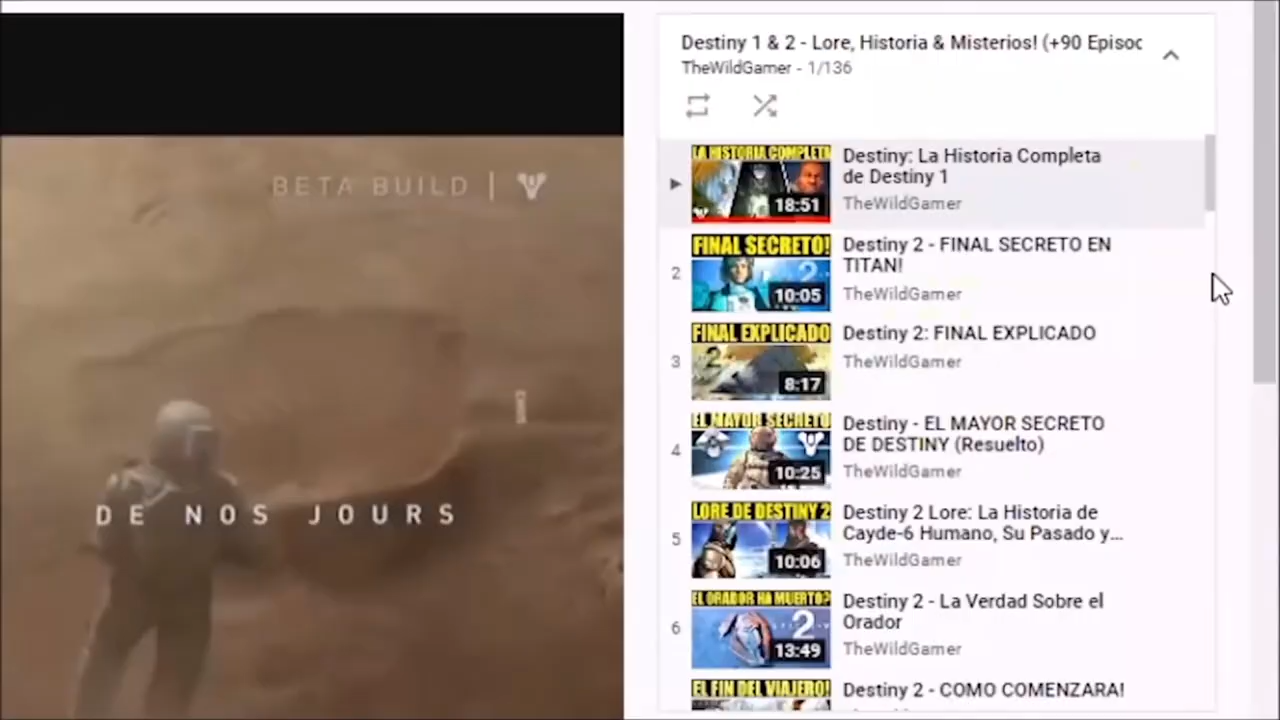 BETA BUILD |
DE NOS JOURS
Destiny 1 & 2 - Lore, Historia & Misterios! (+90 Episoc
TheWildGamer - 1/136
LA HISTORIA COMPLETA
18:51
Destiny: La Historia Completa
de Destiny 1
TheWildGamer
2
FINAL SECRETO!
2
10:05
Destiny 2 - FINAL SECRETO EN
TITAN!
TheWildGamer
3
FINAL EXPLICADO
2
8:17
Destiny 2: FINAL EXPLICADO
TheWildGamer
4
EL MAYOR SECRETO
10:25
Destiny - EL MAYOR SECRETO
DE DESTINY (Resuelto)
TheWildGamer
5
LORE DE DESTINY 2
10:06
Destiny 2 Lore: La Historia de
Cayde-6 Humano, Su Pasado y...
TheWildGamer
6
EL ORADOR HA MUERTO?
2
13:49
Destiny 2 - La Verdad Sobre el
Orador
TheWildGamer
EL FIN DEL VIAJERO!
Destiny 2 - COMO COMENZARA!